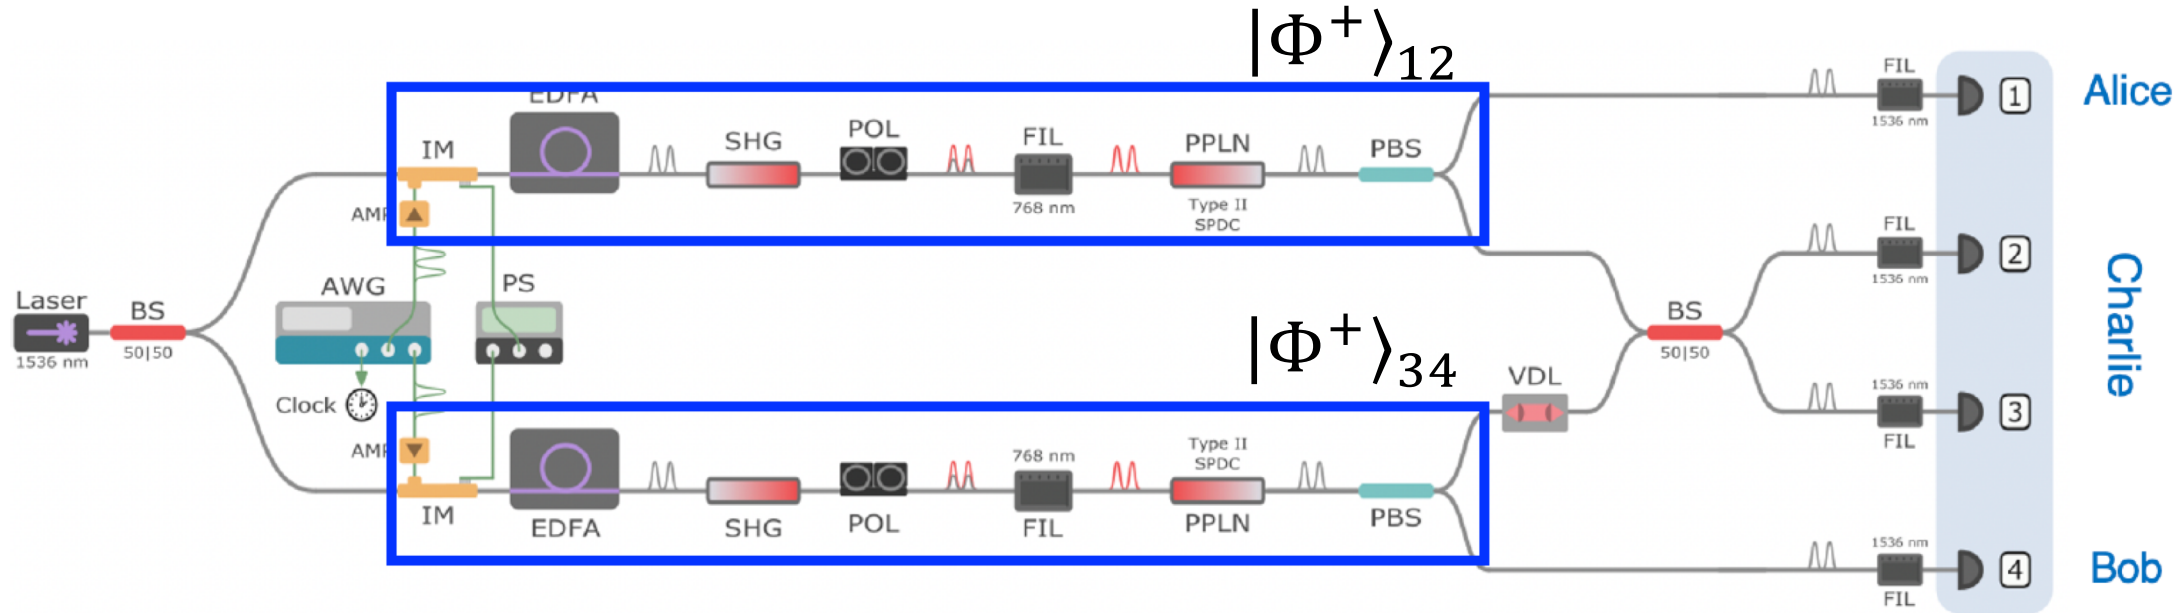 |Φ⁺⟩₁₂
EDFA
IM
SHG
POL
FIL
768 nm
PPLN
Type II
SPDC
PBS
AMP
FIL
1536 nm
1
Alice
Laser
1536 nm
BS
50|50
AWG
PS
Clock
FIL
1536 nm
2
BS
50|50
Charlie
|Φ⁺⟩₃₄
VDL
1536 nm
FIL
3
AMP
IM
EDFA
SHG
POL
768 nm
FIL
Type II
SPDC
PPLN
PBS
1536 nm
FIL
4
Bob